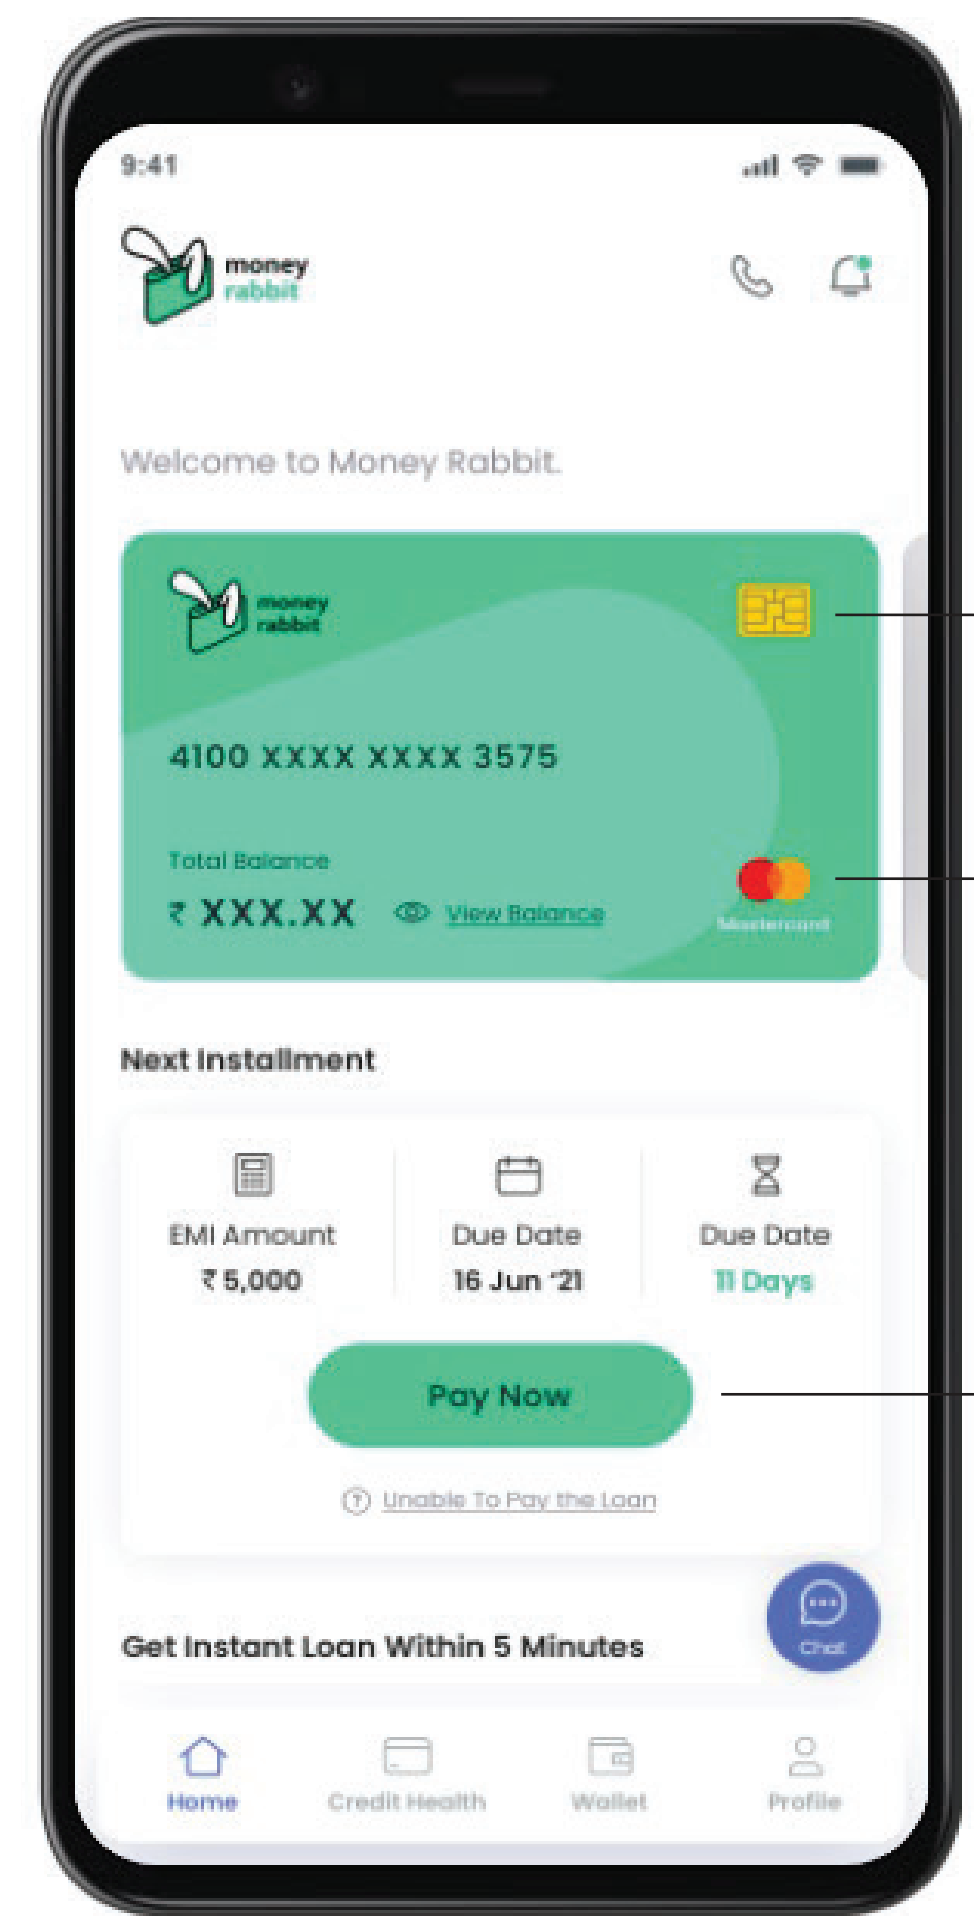 9:41
money
rabbit
Welcome to Money Rabbit.
money
rabbit
4100 XXXX XXXX 3575
Total Balance
₹ XXX.XX View Balance
Mastercard
Next Installment
EMI Amount
₹ 5,000
Due Date
16 Jun '21
Due Date
11 Days
Pay Now
? Unable To Pay the Loan
Get Instant Loan Within 5 Minutes
Chat
Home
Credit Health
Wallet
Profile